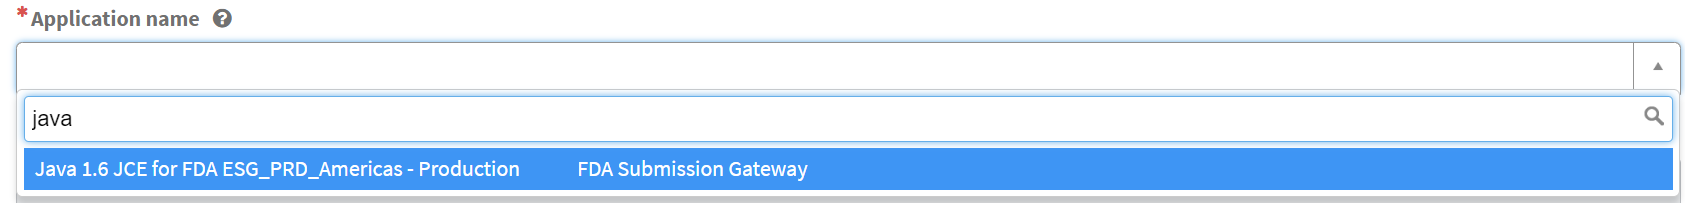 * Application name ?
java
Java 1.6 JCE for FDA ESG_PRD_Americas - Production FDA Submission Gateway